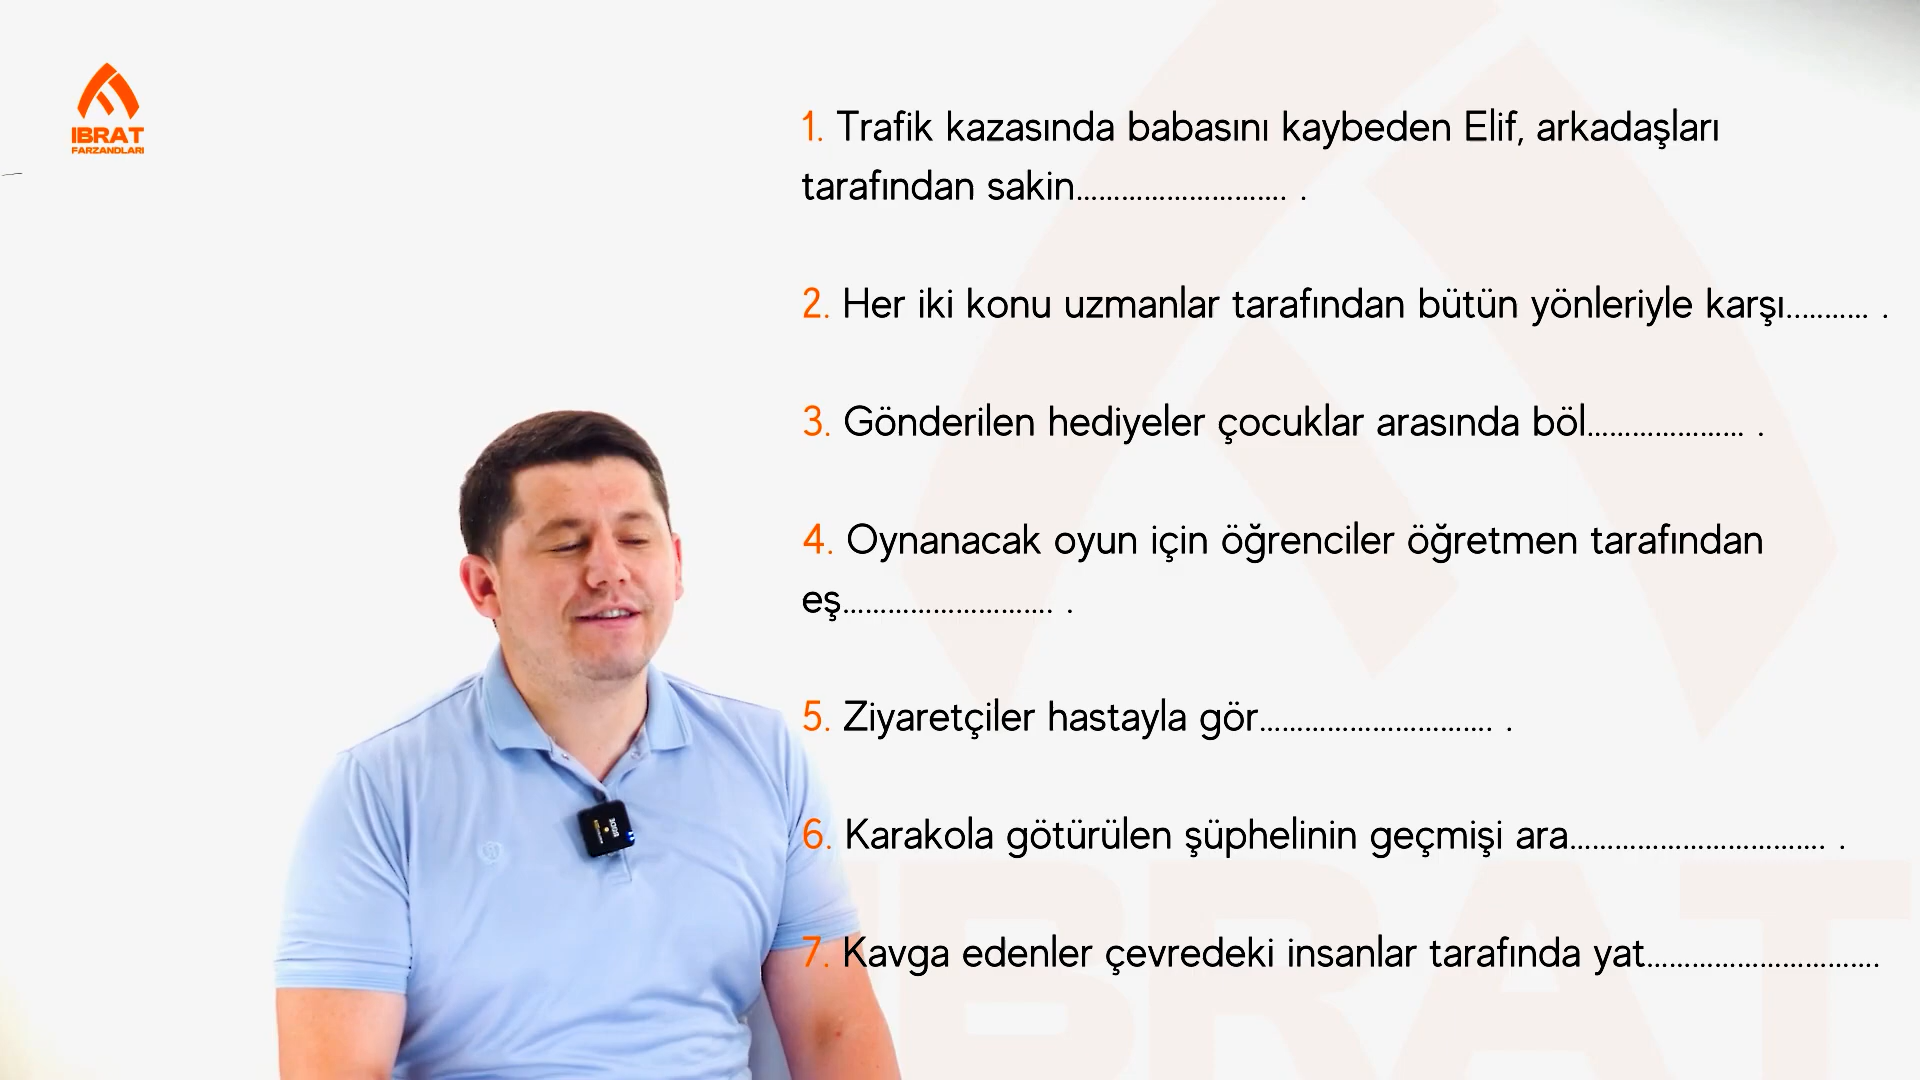 IBRAT
FARZANDLARI
1. Trafik kazasında babasını kaybeden Elif, arkadaşları
tarafından sakin............................ .
2. Her iki konu uzmanlar tarafından bütün yönleriyle karşı........... .
3. Gönderilen hediyeler çocuklar arasında böl..................... .
4. Oynanacak oyun için öğrenciler öğretmen tarafından
eş............................ .
5. Ziyaretçiler hastayla gör............................... .
6. Karakola götürülen şüphelinin geçmişi ara.................................. .
7. Kavga edenler çevredeki insanlar tarafında yat...............................
IBRAT